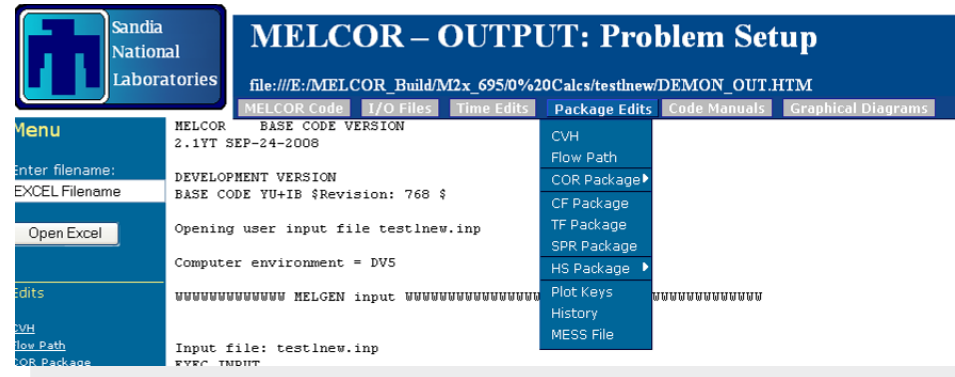 Sandia
National
Laboratories
MELCOR – OUTPUT: Problem Setup
file:///E:/MELCOR_Build/M2x_695/0%20Calcs/testlnew/DEMON_OUT.HTM
MELCOR Code I/O Files Time Edits Package Edits Code Manuals Graphical Diagrams
Menu
Enter filename:
EXCEL Filename
Open Excel
Edits
CVH
Flow Path
COR Package
MELCOR BASE CODE VERSION
2.1YT SEP-24-2008
DEVELOPMENT VERSION
BASE CODE YU+IB $Revision: 768 $
Opening user input file testlnew.inp
Computer environment = DV5
MELGEN input
Input file: testlnew.inp
EXEC INPUT
CVH
Flow Path
COR Package
CF Package
TF Package
SPR Package
HS Package
Plot Keys
History
MESS File